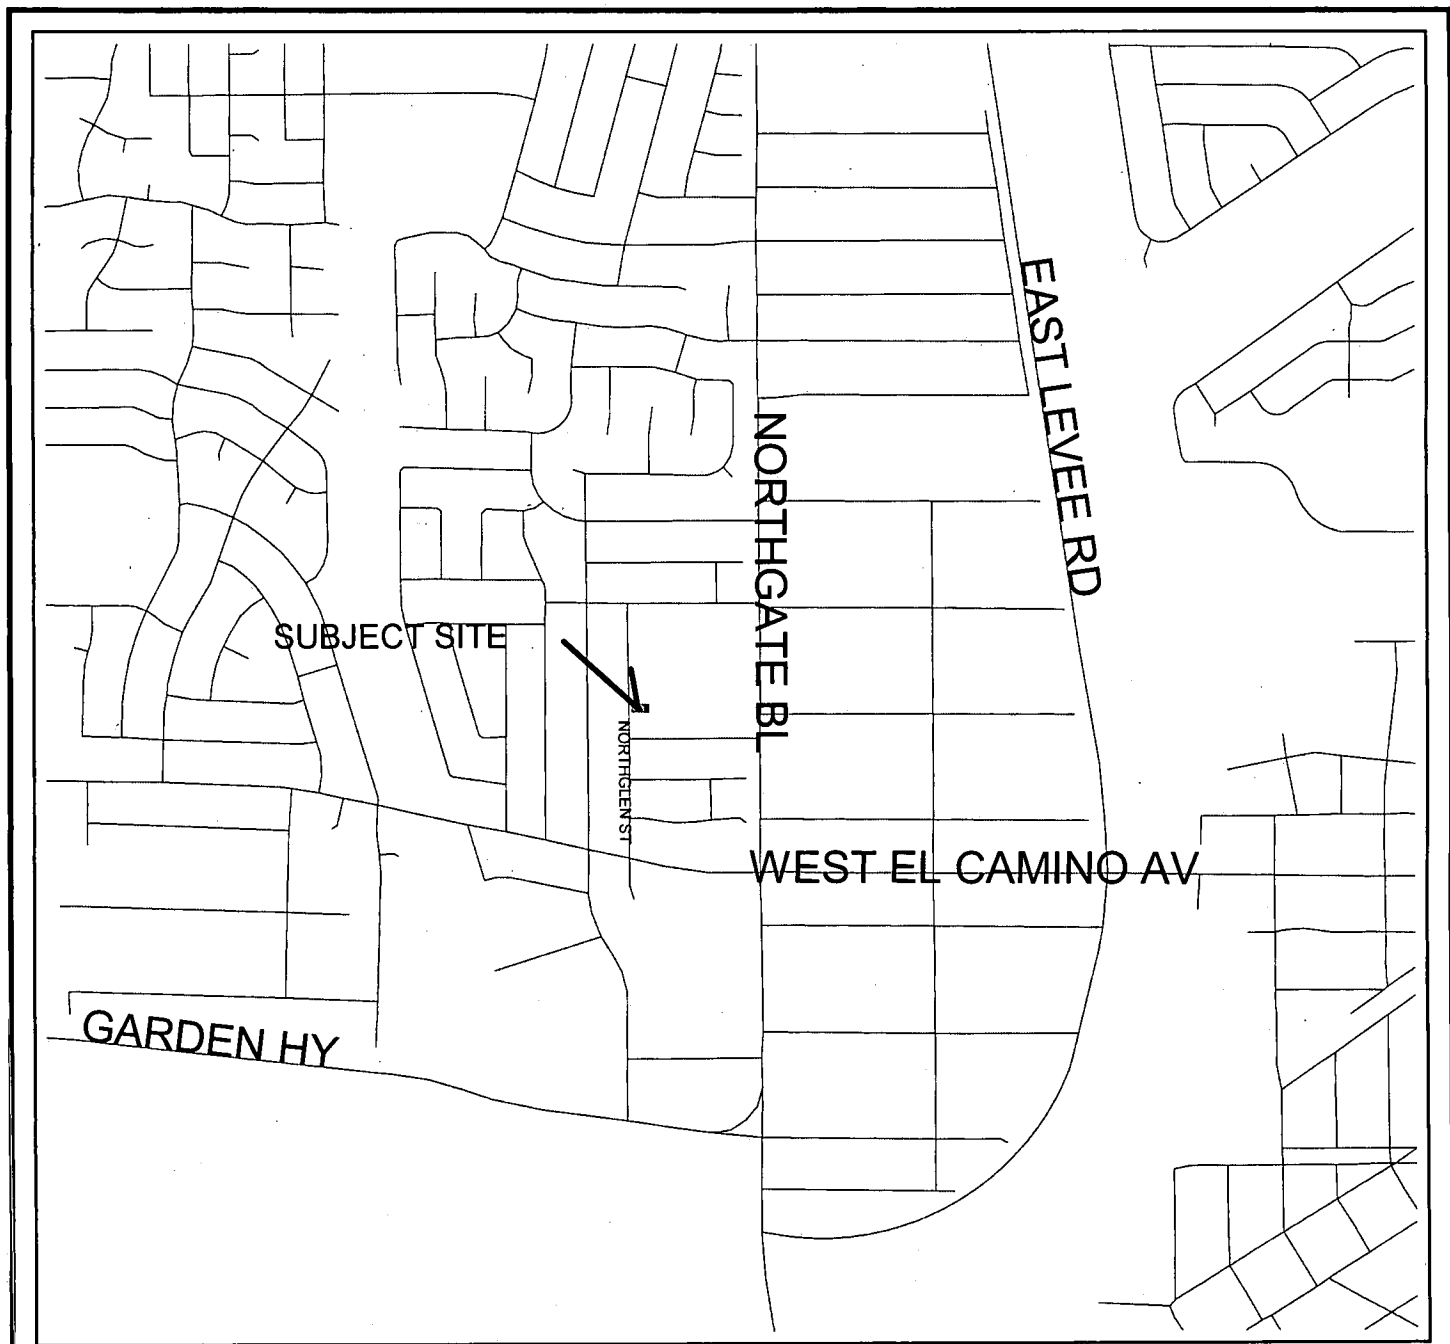 EAST LEVEE RD
NORTHGATE BL
SUBJECT SITE
NORTHGLEN ST
WEST EL CAMINO AV
GARDEN HY